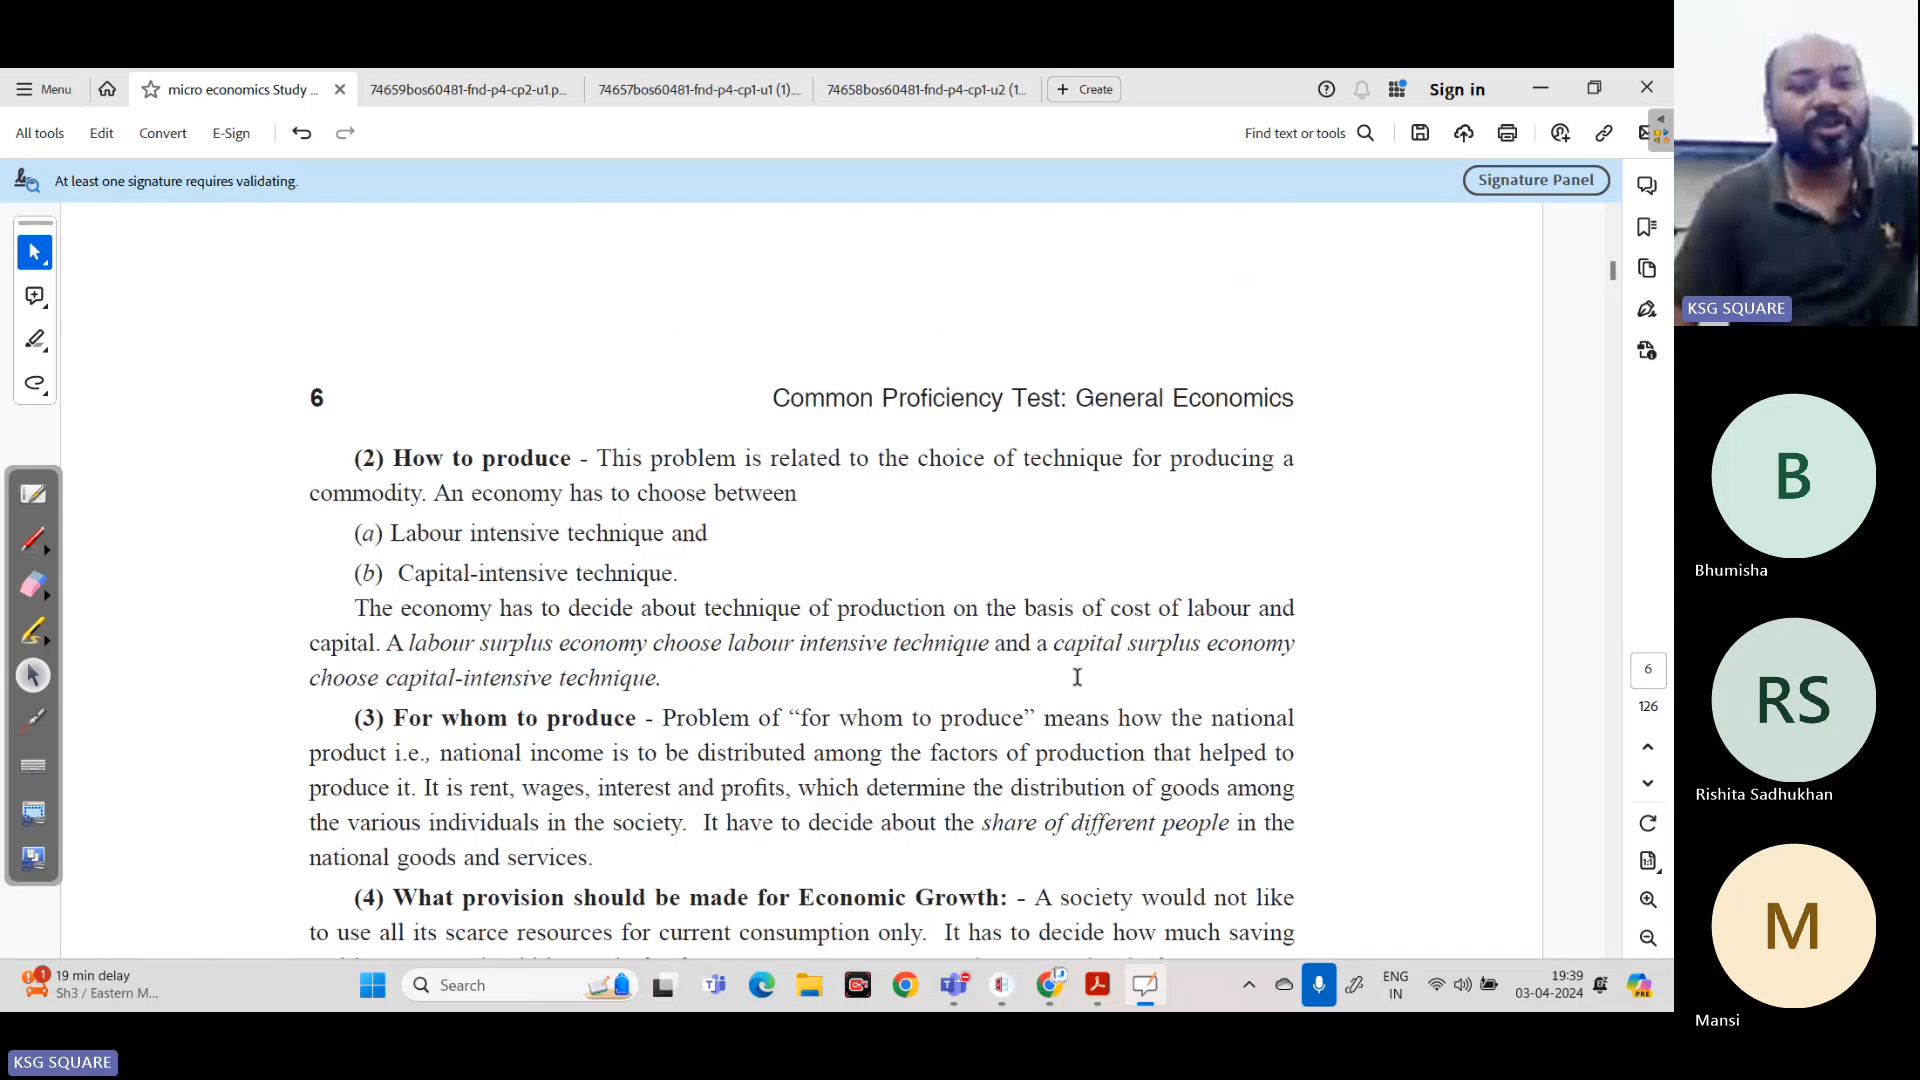 Menu
micro economics Study ...
74659bos60481-fnd-p4-cp2-u1.p...
74657bos60481-fnd-p4-cp1-u1 (1)....
74658bos60481-fnd-p4-cp1-u2 (1...
Create
Sign in
All tools
Edit
Convert
E-Sign
Find text or tools
At least one signature requires validating.
Signature Panel
KSG SQUARE
6 Common Proficiency Test: General Economics
(2) How to produce - This problem is related to the choice of technique for producing a
commodity. An economy has to choose between
(a) Labour intensive technique and
(b) Capital-intensive technique.
The economy has to decide about technique of production on the basis of cost of labour and
capital. A labour surplus economy choose labour intensive technique and a capital surplus economy
choose capital-intensive technique.
(3) For whom to produce - Problem of “for whom to produce” means how the national
product i.e., national income is to be distributed among the factors of production that helped to
produce it. It is rent, wages, interest and profits, which determine the distribution of goods among
the various individuals in the society. It have to decide about the share of different people in the
national goods and services.
(4) What provision should be made for Economic Growth: - A society would not like
to use all its scarce resources for current consumption only. It has to decide how much saving
6
126
1:1
B
Bhumisha
RS
Rishita Sadhukhan
M
Mansi
1
19 min delay
Sh3 / Eastern M...
Search
ENG
IN
19:39
03-04-2024
PRE
KSG SQUARE